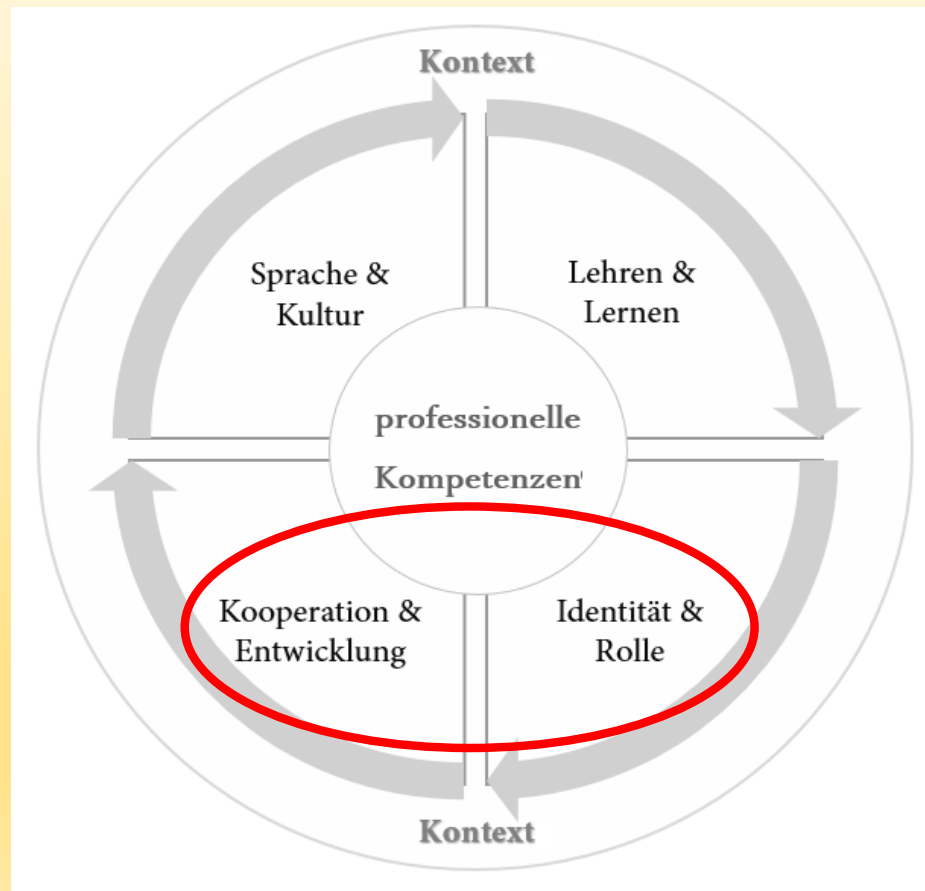 Kontext
Sprache &
Kultur
Lehren &
Lernen
professionelle
Kompetenzen
Kooperation &
Entwicklung
Identität &
Rolle
Kontext